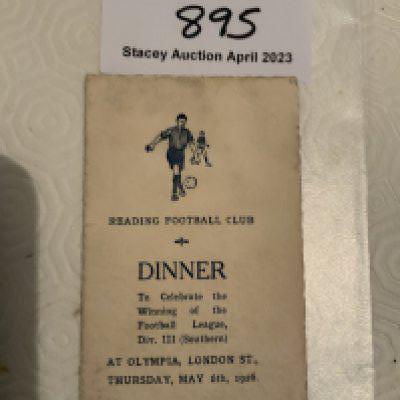 895
Stacey Auction April 2023
READING FOOTBALL CLUB
DINNER
To Celebrate the
Winning of the
Football League,
Div. III (Southern)
AT OLYMPIA, LONDON ST.,
THURSDAY, MAY 6th, 1926.